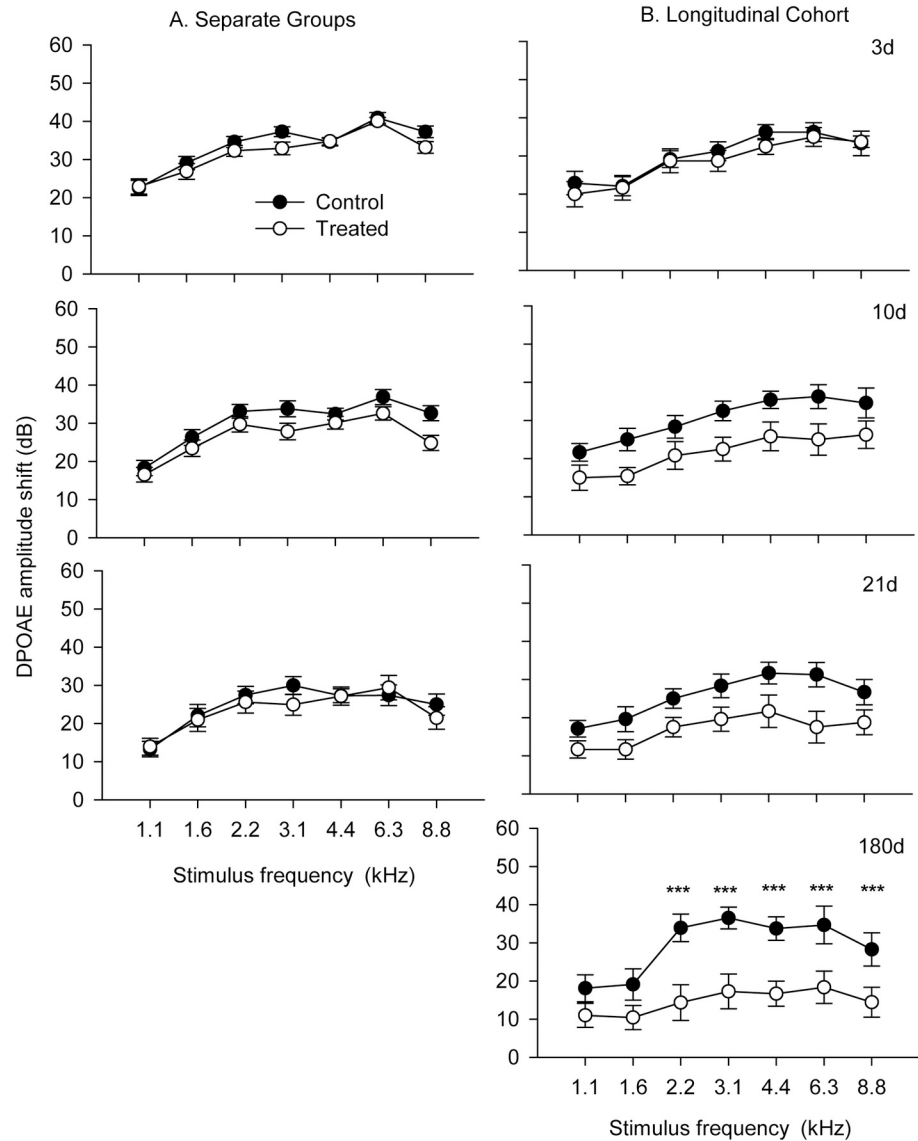 A. Separate Groups
B. Longitudinal Cohort
DPOAE amplitude shift (dB)
60
50
40
30
20
10
0
Control
Treated
3d
60
50
40
30
20
10
0
10d
60
50
40
30
20
10
0
1.1 1.6 2.2 3.1 4.4 6.3 8.8
Stimulus frequency (kHz)
21d
60
50
40
30
20
10
0
180d
*** *** *** *** ***
1.1 1.6 2.2 3.1 4.4 6.3 8.8
Stimulus frequency (kHz)